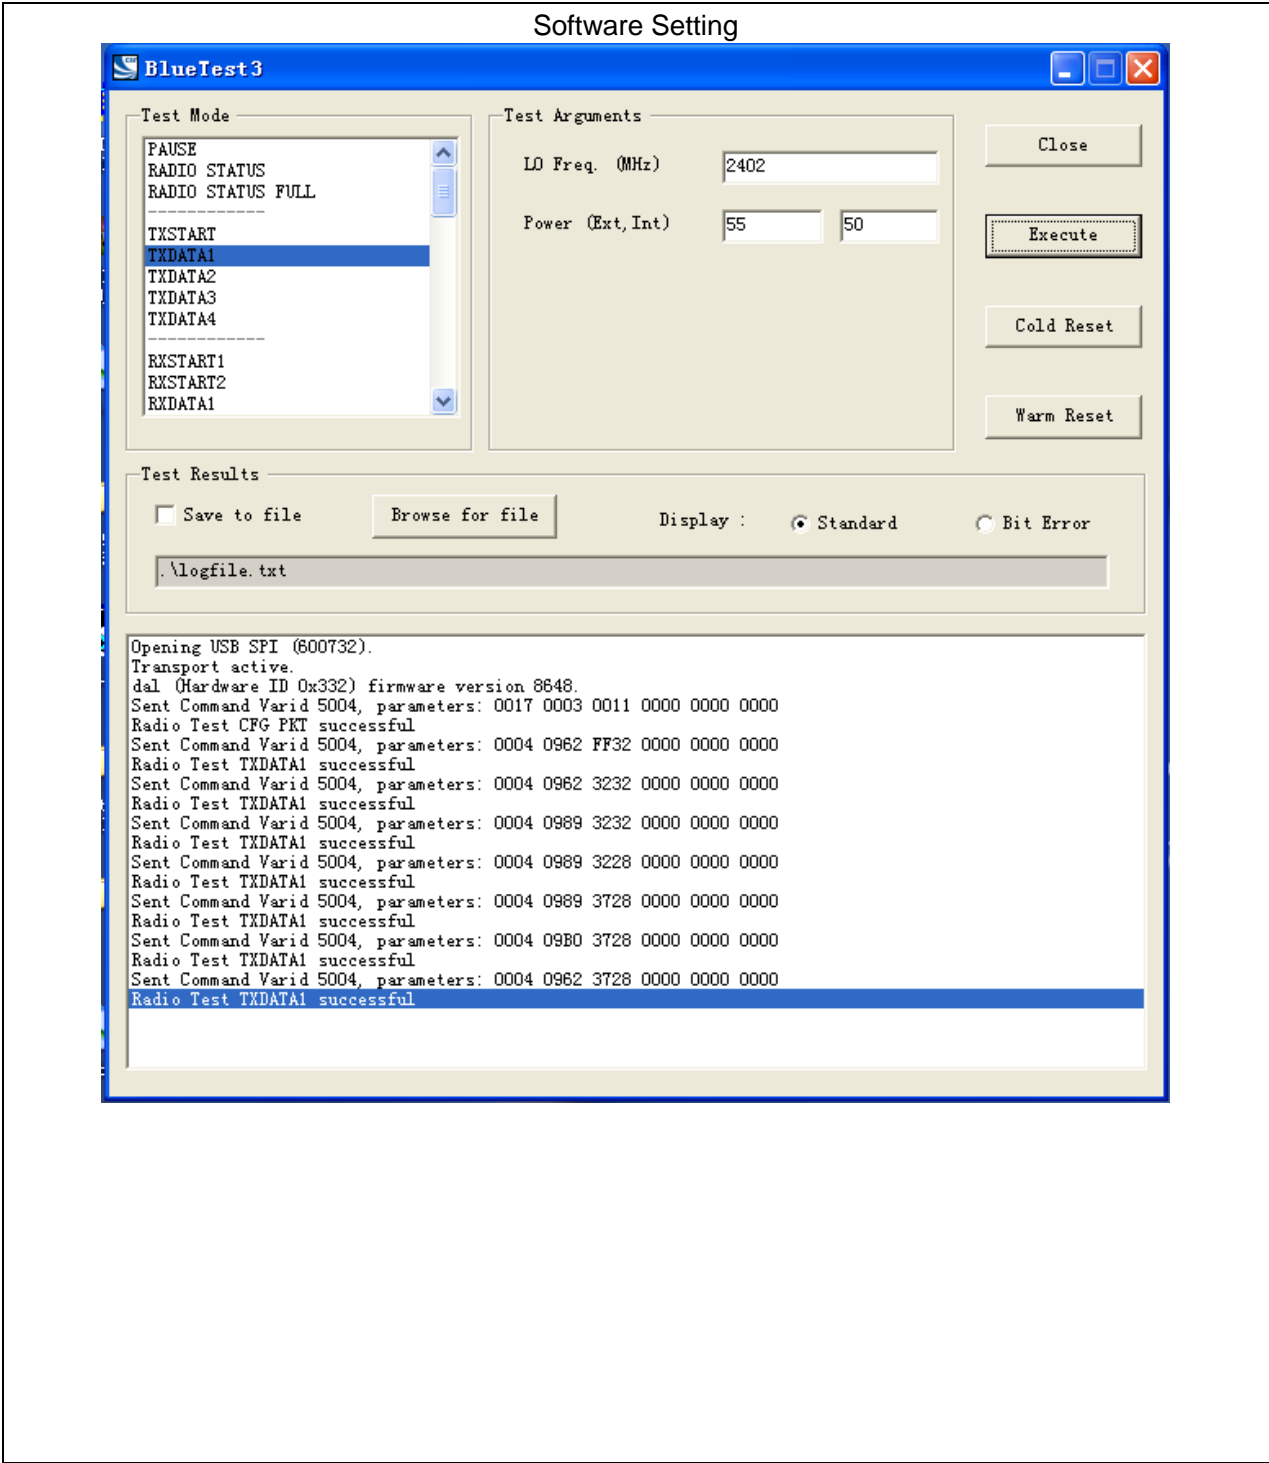 Software Setting
BlueTest3
Test Mode
PAUSE
RADIO STATUS
RADIO STATUS FULL
------------
TXSTART
TXDATA1
TXDATA2
TXDATA3
TXDATA4
------------
RXSTART1
RXSTART2
RXDATA1
Test Arguments
LO Freq. (MHz) 2402
Power (Ext,Int) 55 50
Close
Execute
Cold Reset
Warm Reset
Test Results
Save to file Browse for file Display : Standard Bit Error
.\logfile.txt
Opening USB SPI (600732).
Transport active.
dal (Hardware ID 0x332) firmware version 8648.
Sent Command Varid 5004, parameters: 0017 0003 0011 0000 0000 0000
Radio Test CFG PKT successful
Sent Command Varid 5004, parameters: 0004 0962 FF32 0000 0000 0000
Radio Test TXDATA1 successful
Sent Command Varid 5004, parameters: 0004 0962 3232 0000 0000 0000
Radio Test TXDATA1 successful
Sent Command Varid 5004, parameters: 0004 0989 3232 0000 0000 0000
Radio Test TXDATA1 successful
Sent Command Varid 5004, parameters: 0004 0989 3228 0000 0000 0000
Radio Test TXDATA1 successful
Sent Command Varid 5004, parameters: 0004 0989 3728 0000 0000 0000
Radio Test TXDATA1 successful
Sent Command Varid 5004, parameters: 0004 09B0 3728 0000 0000 0000
Radio Test TXDATA1 successful
Sent Command Varid 5004, parameters: 0004 0962 3728 0000 0000 0000
Radio Test TXDATA1 successful